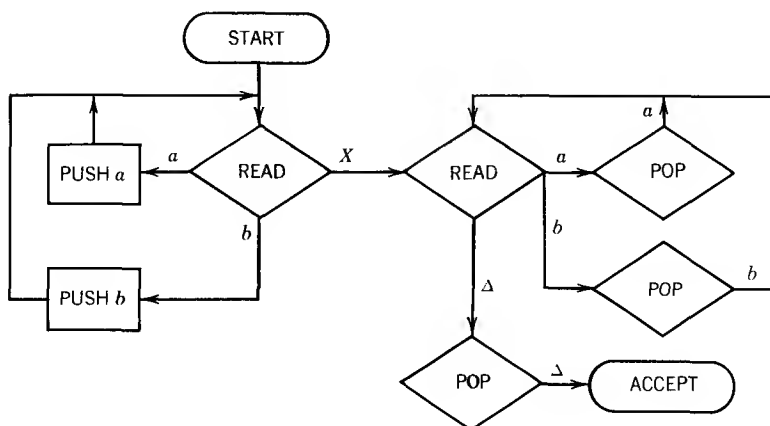 START
a
PUSH a
a
READ
X
READ
a
POP
b
b
PUSH b
POP
b
Δ
POP
Δ
ACCEPT